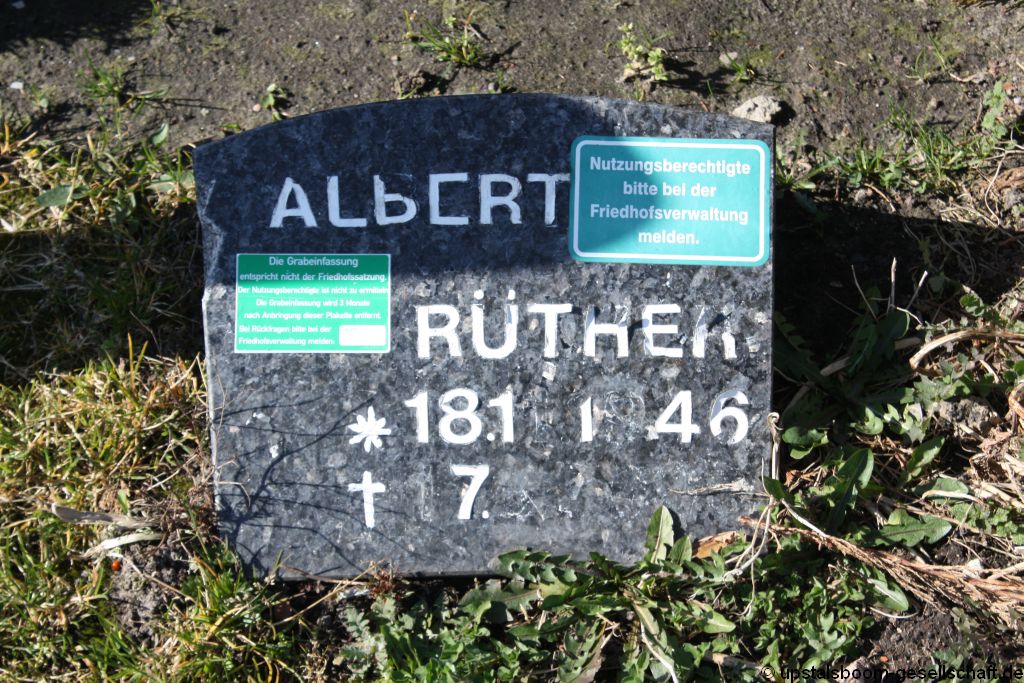 ALBERT
Nutzungsberechtigte
bitte bei der
Friedhofsverwaltung
melden.
Die Grabeinfassung
entspricht nicht der Friedhofssatzung.
Der Nutzungsberechtigte ist nicht zu ermitteln
Die Grabeinfassung wird 3 Monate
nach Anbringung dieser Plakette entfernt.
Bei Rückfragen bitte bei der
Friedhofsverwaltung melden:
RÜTHER
* 18.1 1 46
† 7.
© upstalsboom-gesellschaft.de